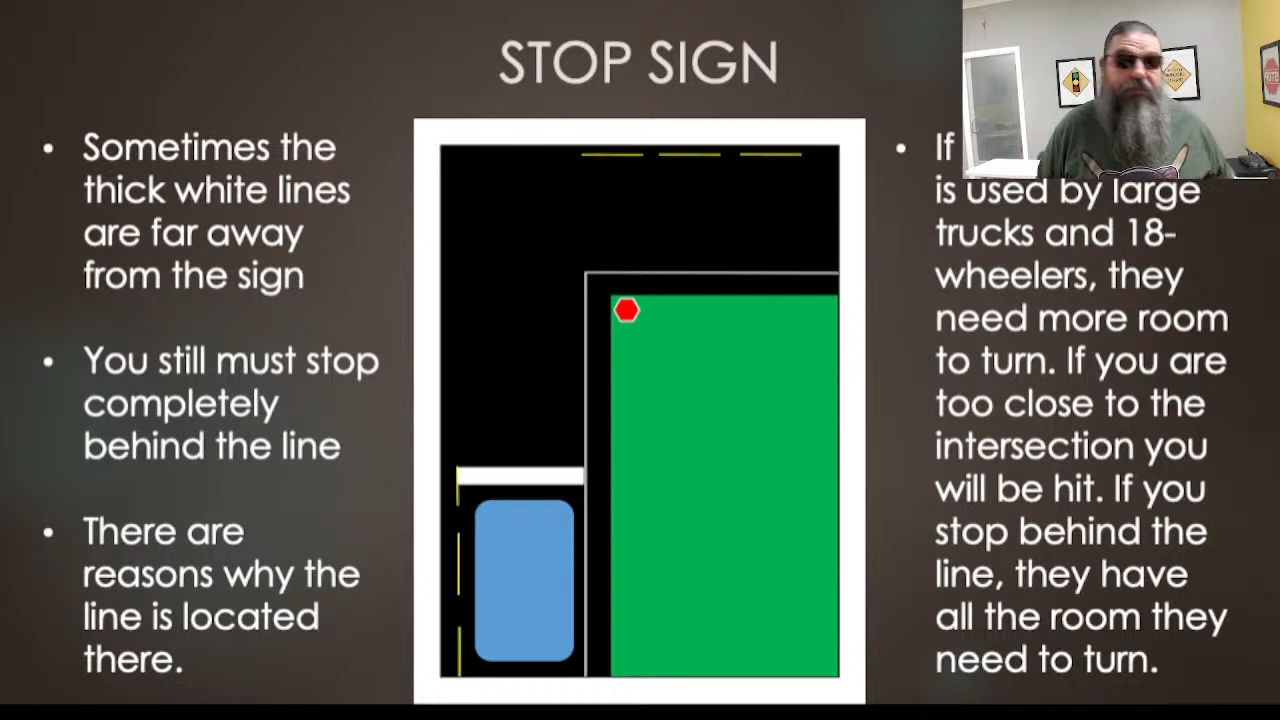 STOP SIGN
• Sometimes the
thick white lines
are far away
from the sign
• You still must stop
completely
behind the line
• There are
reasons why the
line is located
there.
• If
is used by large
trucks and 18-
wheelers, they
need more room
to turn. If you are
too close to the
intersection you
will be hit. If you
stop behind the
line, they have
all the room they
need to turn.